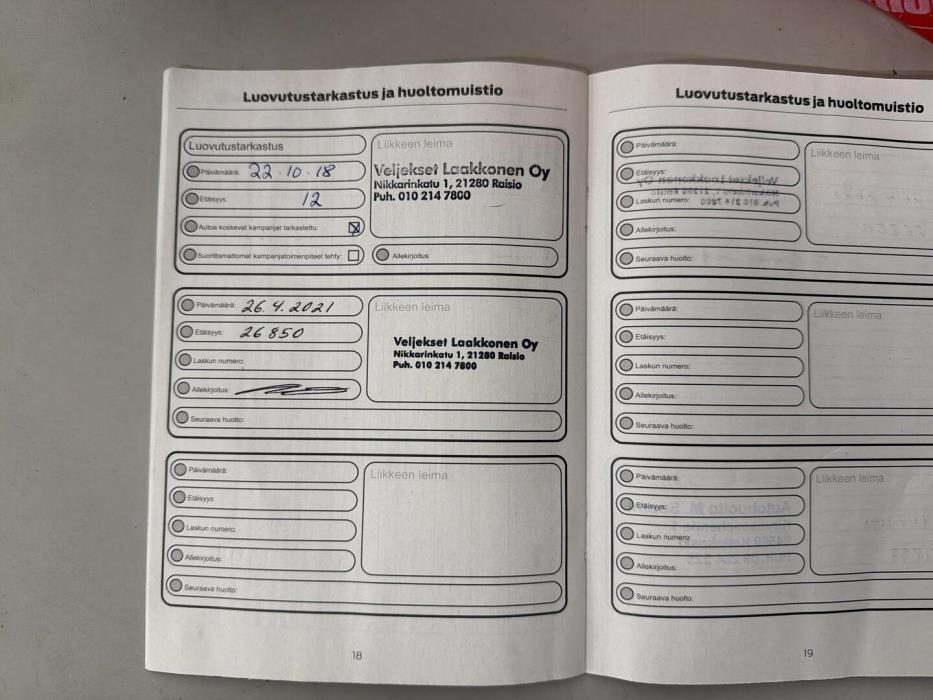 Luovutustarkastus ja huoltomuistio
Luovutustarkastus
Päivämäärä: 22.10.18
Etäisyys: 12
Autoa koskevat kampanjat tarkastettu:
Suorittamattomat kampanjatoimenpiteet tehty:
Liikkeen leima
Veljekset Laakkonen Oy
Nikkarinkatu 1, 21280 Raisio
Puh. 010 214 7800
Allekirjoitus:
Päivämäärä: 26.4.2021
Etäisyys: 26850
Laskun numero:
Allekirjoitus:
Seuraava huolto:
Liikkeen leima
Veljekset Laakkonen Oy
Nikkarinkatu 1, 21280 Raisio
Puh. 010 214 7800
Päivämäärä:
Etäisyys:
Laskun numero:
Allekirjoitus:
Seuraava huolto:
Liikkeen leima
18
Luovutustarkastus ja huoltomuistio
Päivämäärä:
Etäisyys:
Laskun numero:
Allekirjoitus:
Seuraava huolto:
Liikkeen leima
Päivämäärä:
Etäisyys:
Laskun numero:
Allekirjoitus:
Seuraava huolto:
Liikkeen leima
Päivämäärä:
Etäisyys:
Laskun numero:
Allekirjoitus:
Seuraava huolto:
Liikkeen leima
19